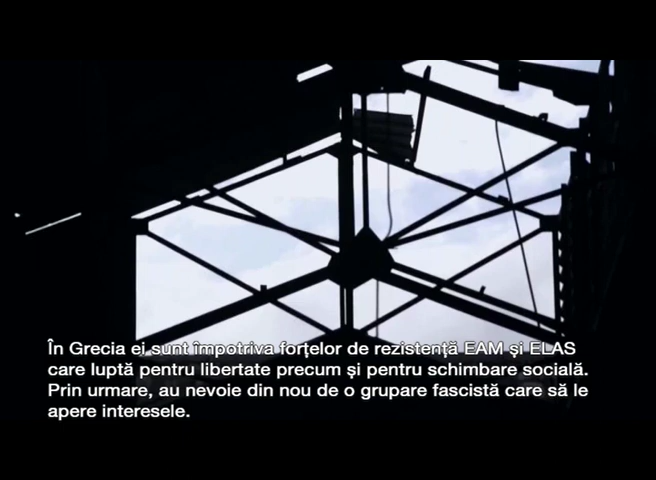 În Grecia ei sunt împotriva forțelor de rezistență EAM și ELAS
care luptă pentru libertate precum și pentru schimbare socială.
Prin urmare, au nevoie din nou de o grupare fascistă care să le
apere interesele.